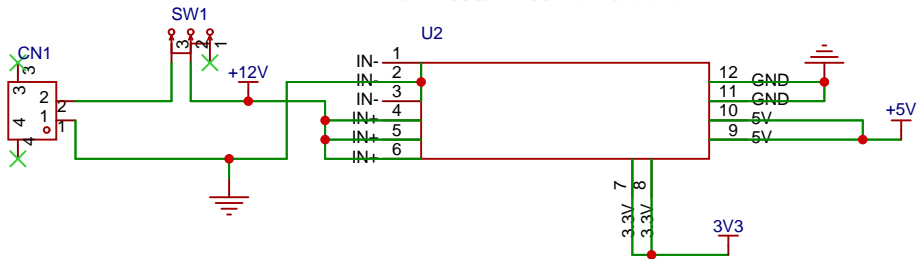 SW1
U2
CN1
3
2
1
3
3
+12V
IN-
1
IN-
2
IN-
3
IN+
4
IN+
5
IN+
6
12
GND
11
GND
10
5V
9
5V
+5V
2
2
1
1
4
4
7
3.3V
8
3.3V
3V3